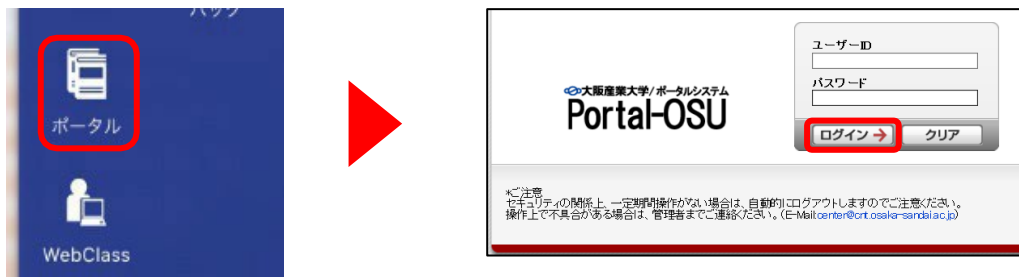 バック
ポータル
WebClass
大阪産業大学/ポータルシステム
Portal-OSU
ユーザーID
パスワード
ログイン
クリア
*ご注意
セキュリティの関係上、一定期間操作がない場合は、自動的にログアウトしますのでご注意ください。
操作上で不具合がある場合は、管理者までご連絡ください。(E-Mail:center@cnt.osaka-sandai.ac.jp)